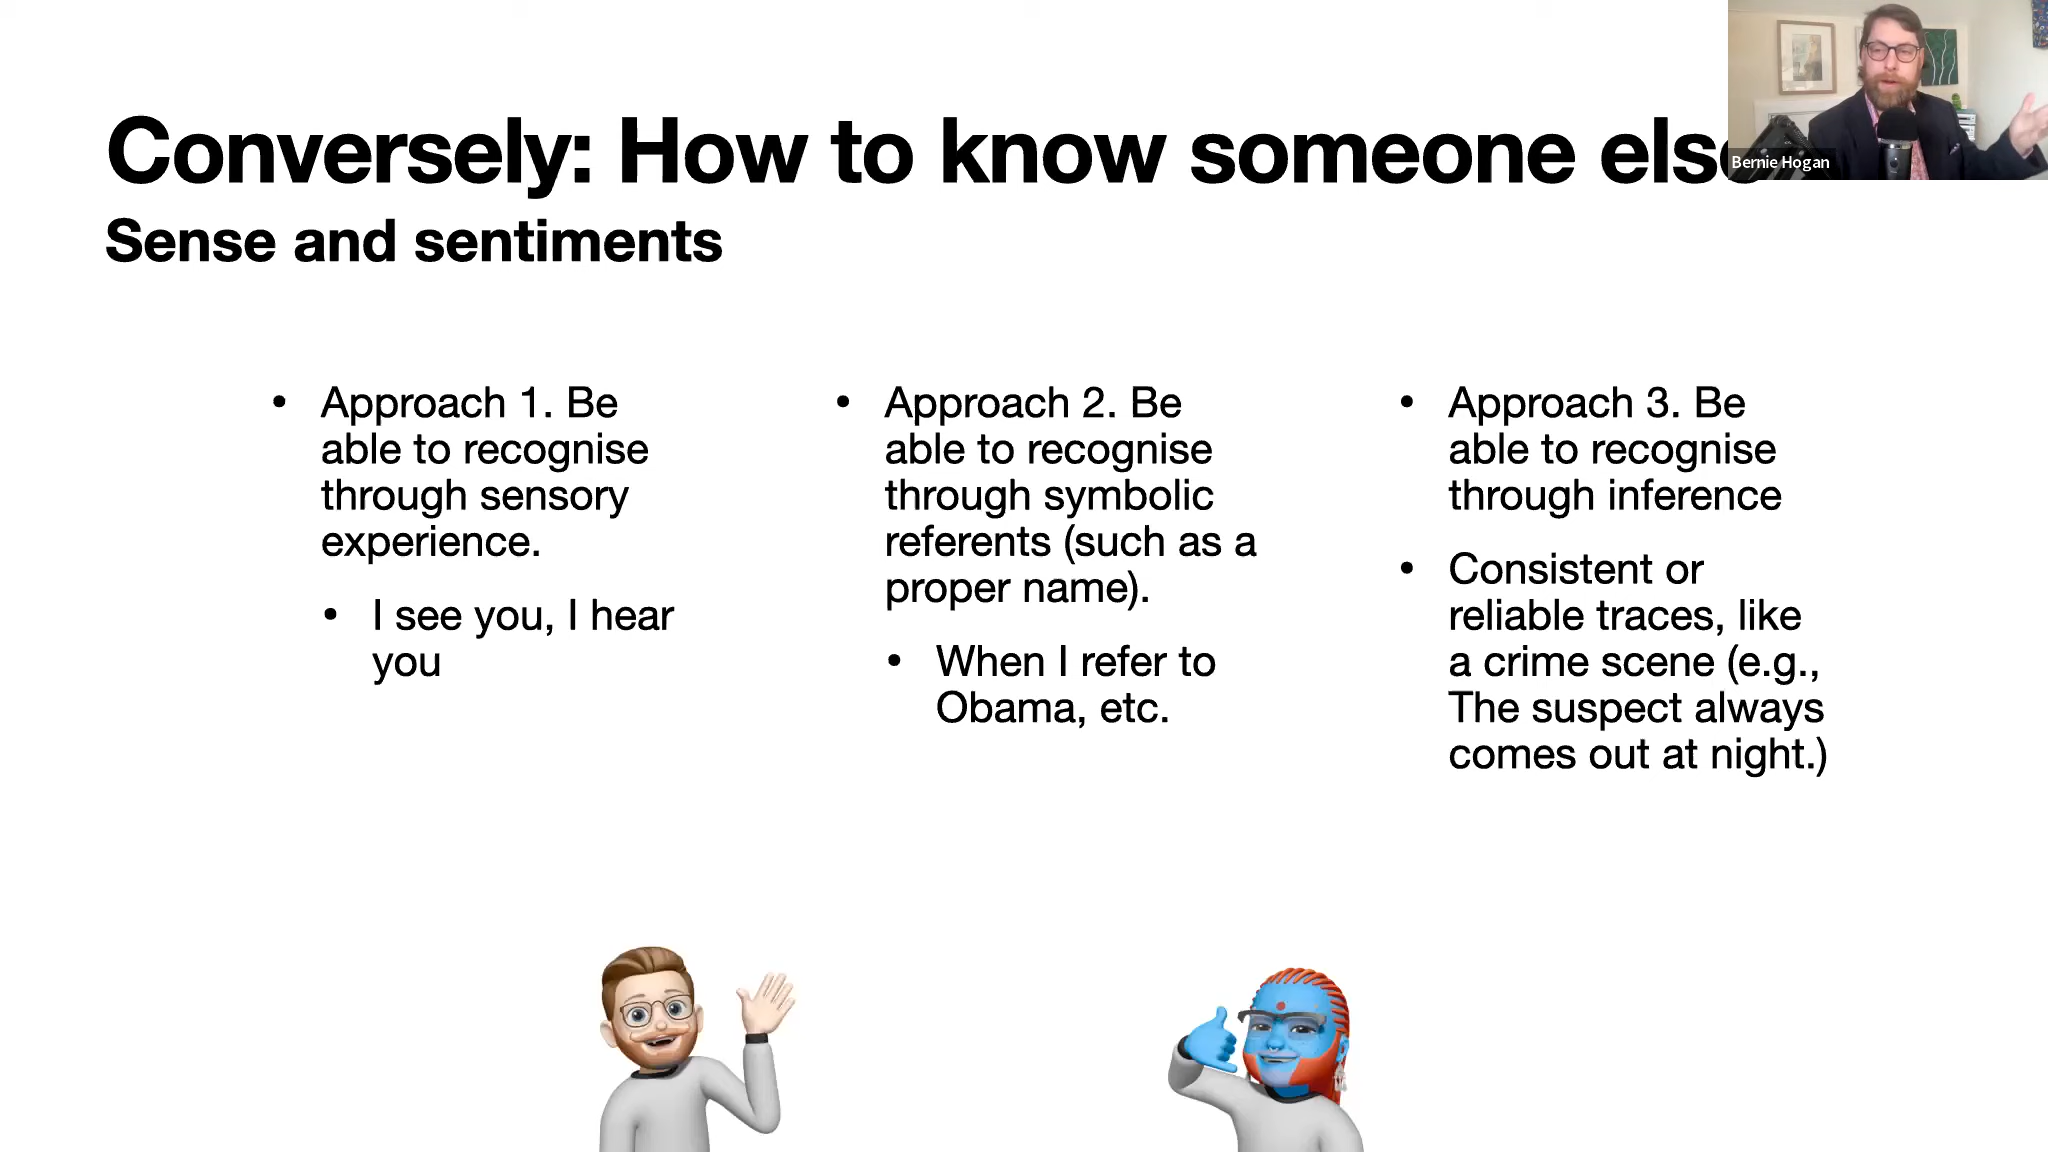 Conversely: How to know someone else
Bernie Hogan
Sense and sentiments
• Approach 1. Be
able to recognise
through sensory
experience.
• I see you, I hear
you
• Approach 2. Be
able to recognise
through symbolic
referents (such as a
proper name).
• When I refer to
Obama, etc.
• Approach 3. Be
able to recognise
through inference
• Consistent or
reliable traces, like
a crime scene (e.g.,
The suspect always
comes out at night.)